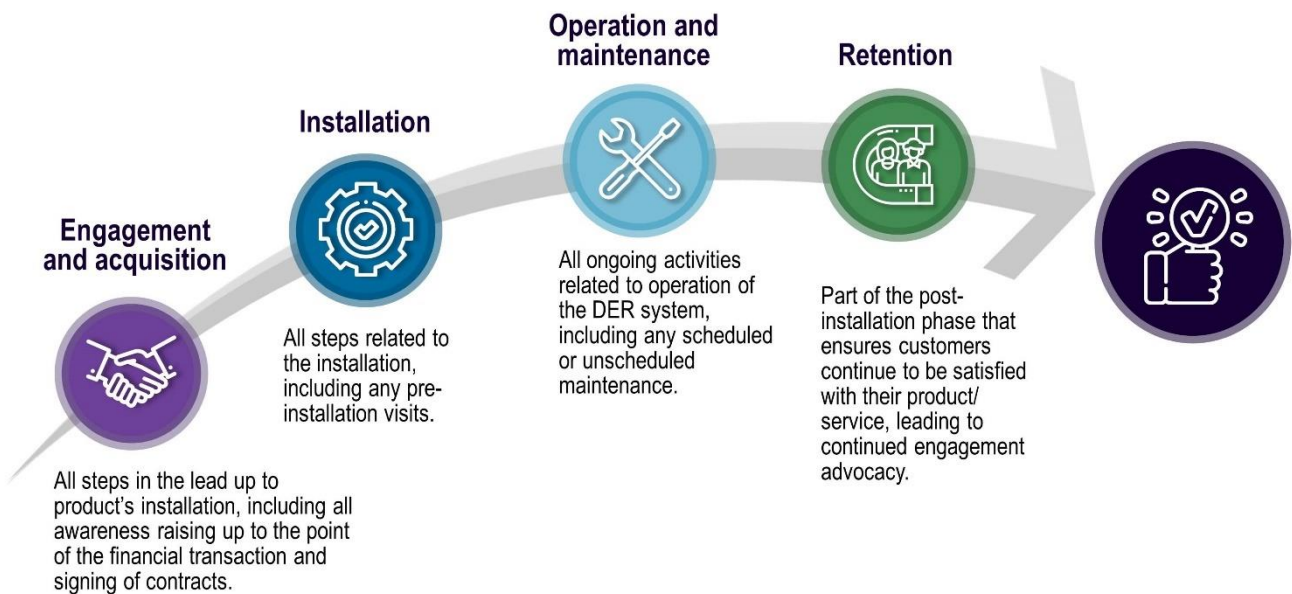 Engagement
and acquisition
All steps in the lead up to
product's installation, including all
awareness raising up to the point
of the financial transaction and
signing of contracts.
Installation
All steps related to
the installation,
including any pre-
installation visits.
Operation and
maintenance
All ongoing activities
related to operation of
the DER system,
including any scheduled
or unscheduled
maintenance.
Retention
Part of the post-
installation phase that
ensures customers
continue to be satisfied
with their product/
service, leading to
continued engagement
advocacy.